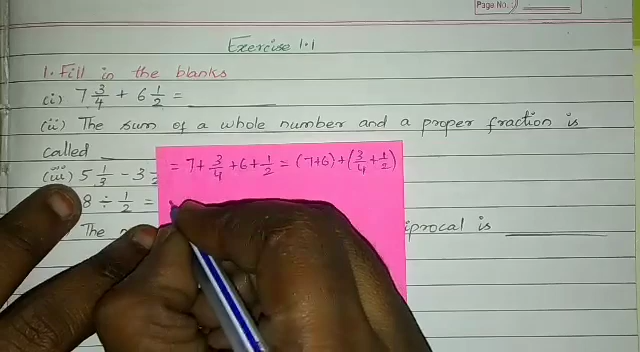 Page No.
Exercise 1.1
1. Fill in the blanks
(i) 7 3/4 + 6 1/2 = ________
(ii) The sum of a whole number and a proper fraction is
called
(iii) 5 1/3 - 3
= 7 + 3/4 + 6 + 1/2 = (7+6) + (3/4 + 1/2)
8 ÷ 1/2 =
The
is ________